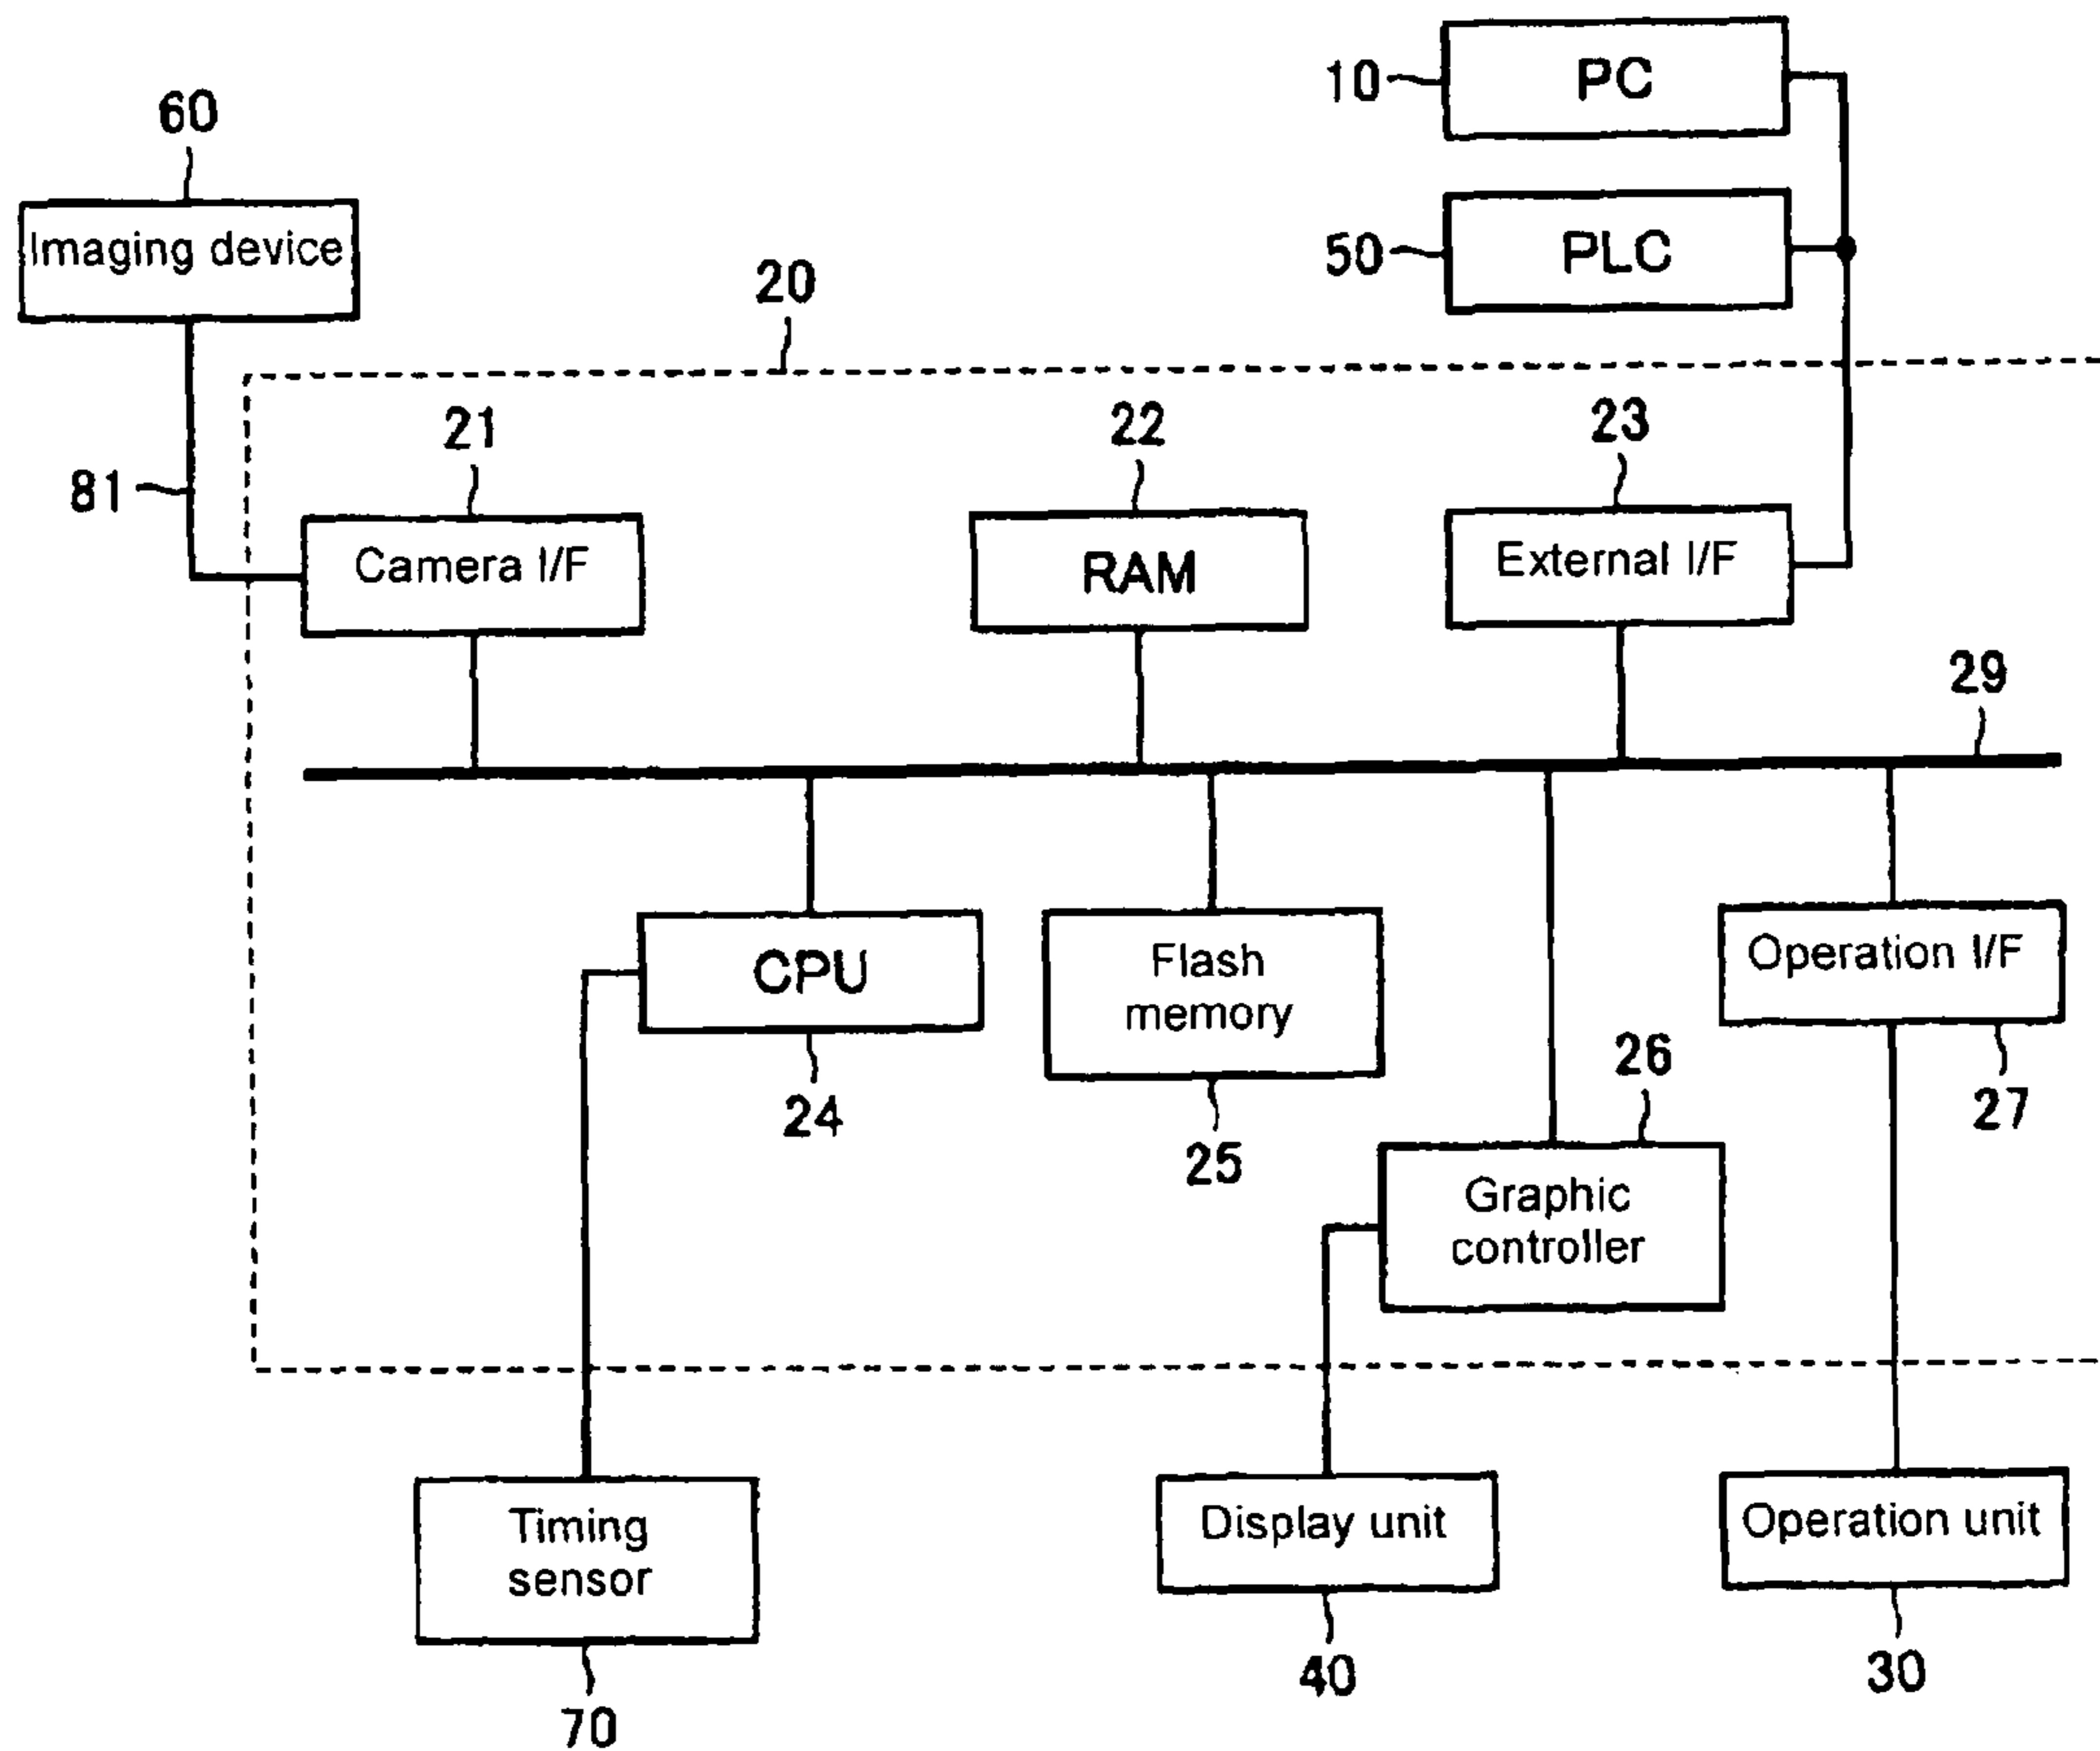 10
PC
60
50
PLC
Imaging device
20
21
22
23
81
Camera I/F
RAM
External I/F
29
CPU
Flash
memory
Operation I/F
24
25
26
27
Graphic
controller
Timing
sensor
Display unit
Operation unit
70
40
30